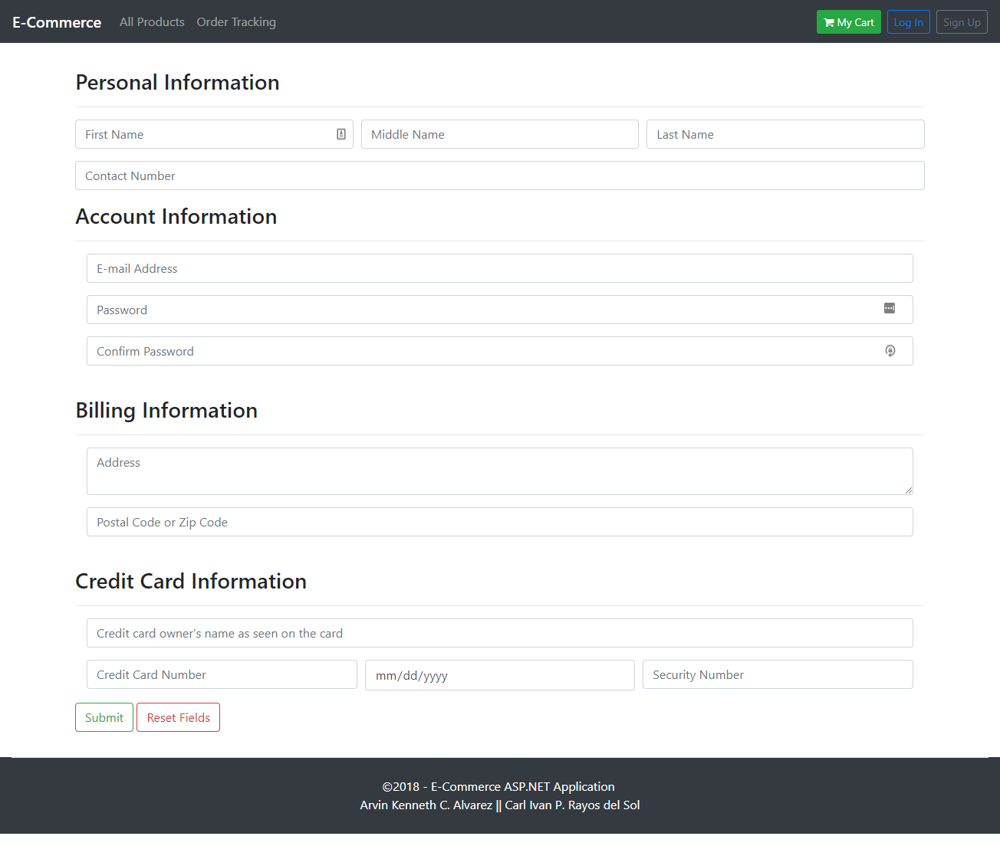 E-Commerce All Products Order Tracking My Cart Log In Sign Up
Personal Information
First Name Middle Name Last Name
Contact Number
Account Information
E-mail Address
Password
Confirm Password
Billing Information
Address
Postal Code or Zip Code
Credit Card Information
Credit card owner's name as seen on the card
Credit Card Number mm/dd/yyyy Security Number
Submit Reset Fields
©2018 - E-Commerce ASP.NET Application
Arvin Kenneth C. Alvarez || Carl Ivan P. Rayos del Sol